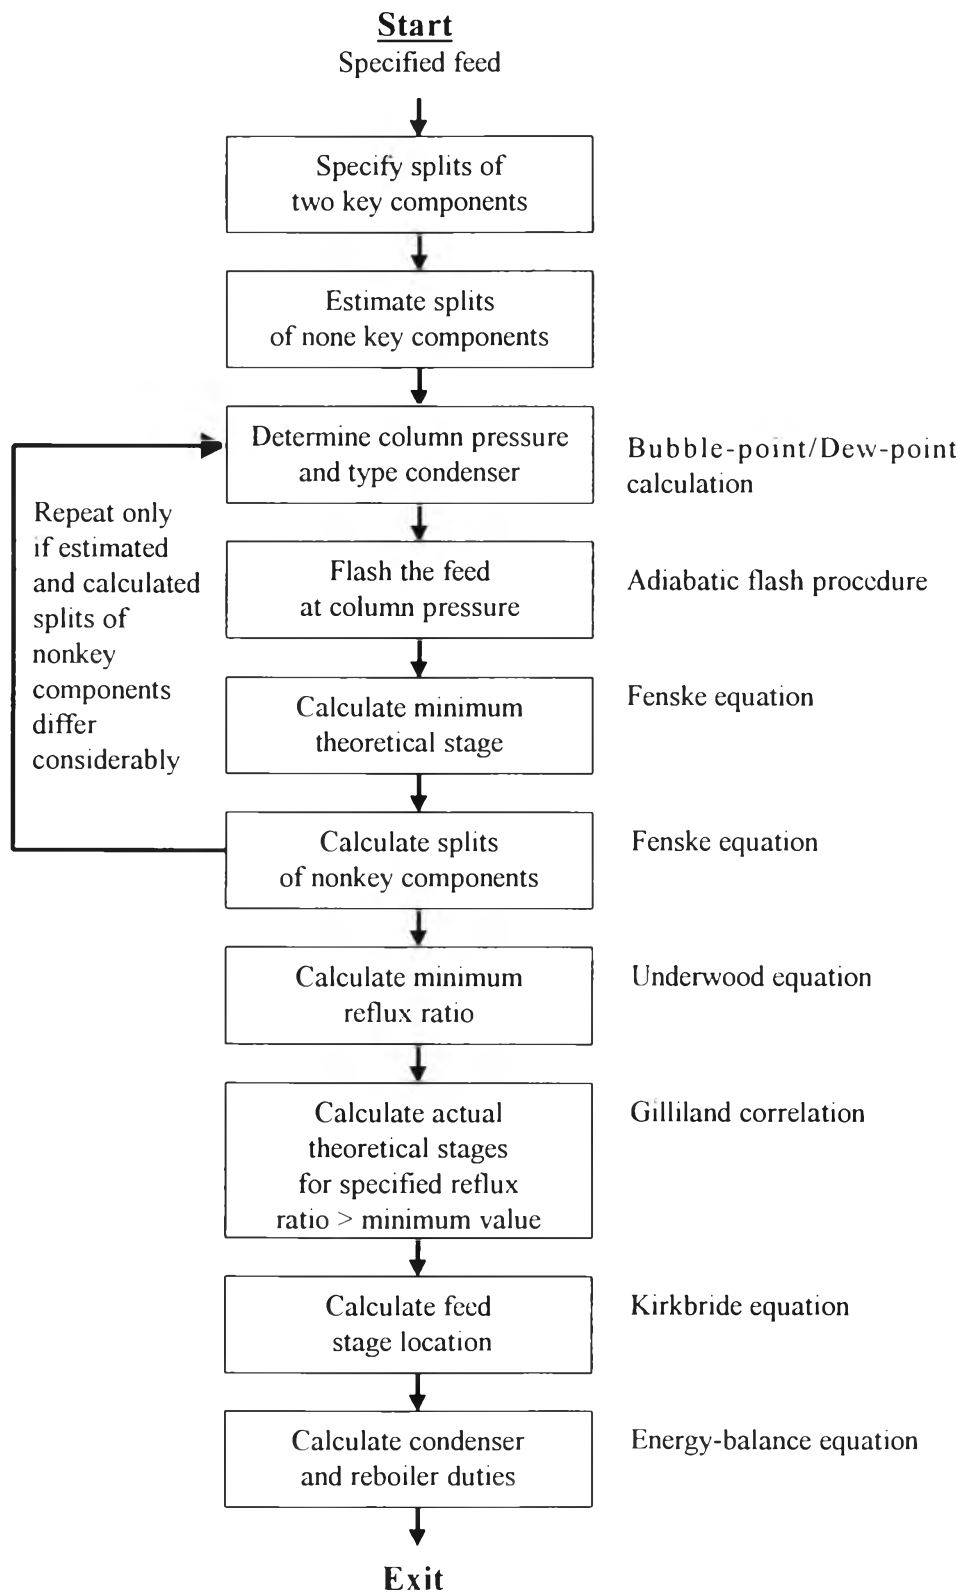 Start
Specified feed
Specify splits of
two key components
Estimate splits
of none key components
Determine column pressure
and type condenser
Bubble-point/Dew-point
calculation
Repeat only
if estimated
and calculated
splits of
nonkey
components
differ
considerably
Flash the feed
at column pressure
Adiabatic flash procedure
Calculate minimum
theoretical stage
Fenske equation
Calculate splits
of nonkey components
Fenske equation
Calculate minimum
reflux ratio
Underwood equation
Calculate actual
theoretical stages
for specified reflux
ratio > minimum value
Gilliland correlation
Calculate feed
stage location
Kirkbride equation
Calculate condenser
and reboiler duties
Energy-balance equation
Exit